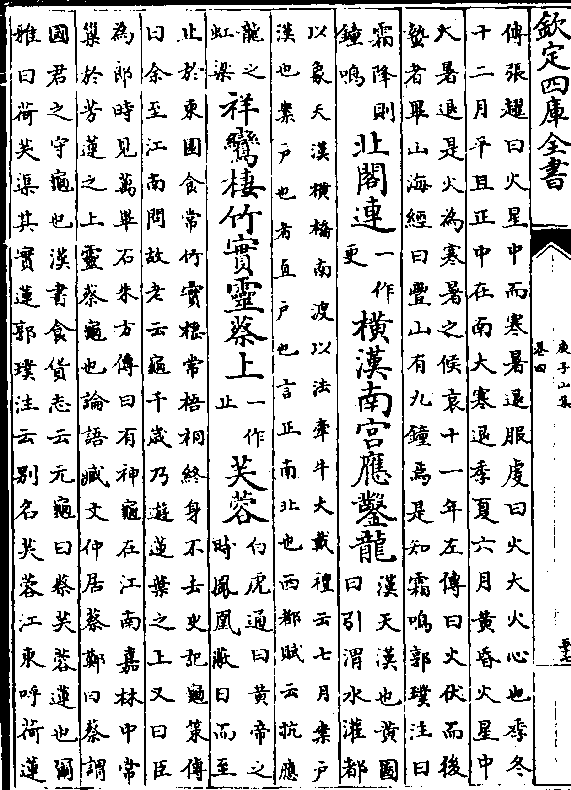 欽定四庫全書
庾子山集
卷四
傳張趯曰火星中而寒暑退服虔曰火大火心也季冬
十二月平旦正中在南大寒退季夏六月黄昏火星中
大暑退是火為寒暑之候哀十一年左傳曰火伏而後
蟄者畢山海經曰豐山有九鐘焉是知霜鳴郭璞注曰
霜降則
鐘鳴
北閣連
一作
更
橫漢南宫應鑿龍
漢天漢也黄圖
曰引渭水灌都
以象天漢橫橋南渡以法牽牛大戴禮云七月案户
漢也案户也者直户也言正南北也西都賦云抗應
龍之
虹梁
祥鸞棲竹實靈蔡上
一作
止
芙蓉
白虎通曰黄帝之
時鳳凰蔽日而至
止於東園食常竹實棲常梧桐終身不去史記龜策傳
曰余至江南問故老云龜千歲乃遊蓮葉之上又曰臣
為郎時見萬畢石朱方傳曰有神龜在江南嘉林中常
巢於芳蓮之上靈蔡龜也論語臧文仲居蔡鄭曰蔡謂
國君之守龜也漢書食貨志云元龜曰蔡芙蓉蓮也爾
雅曰荷芙渠其實蓮郭璞注云别名芙蓉江東呼荷蓮